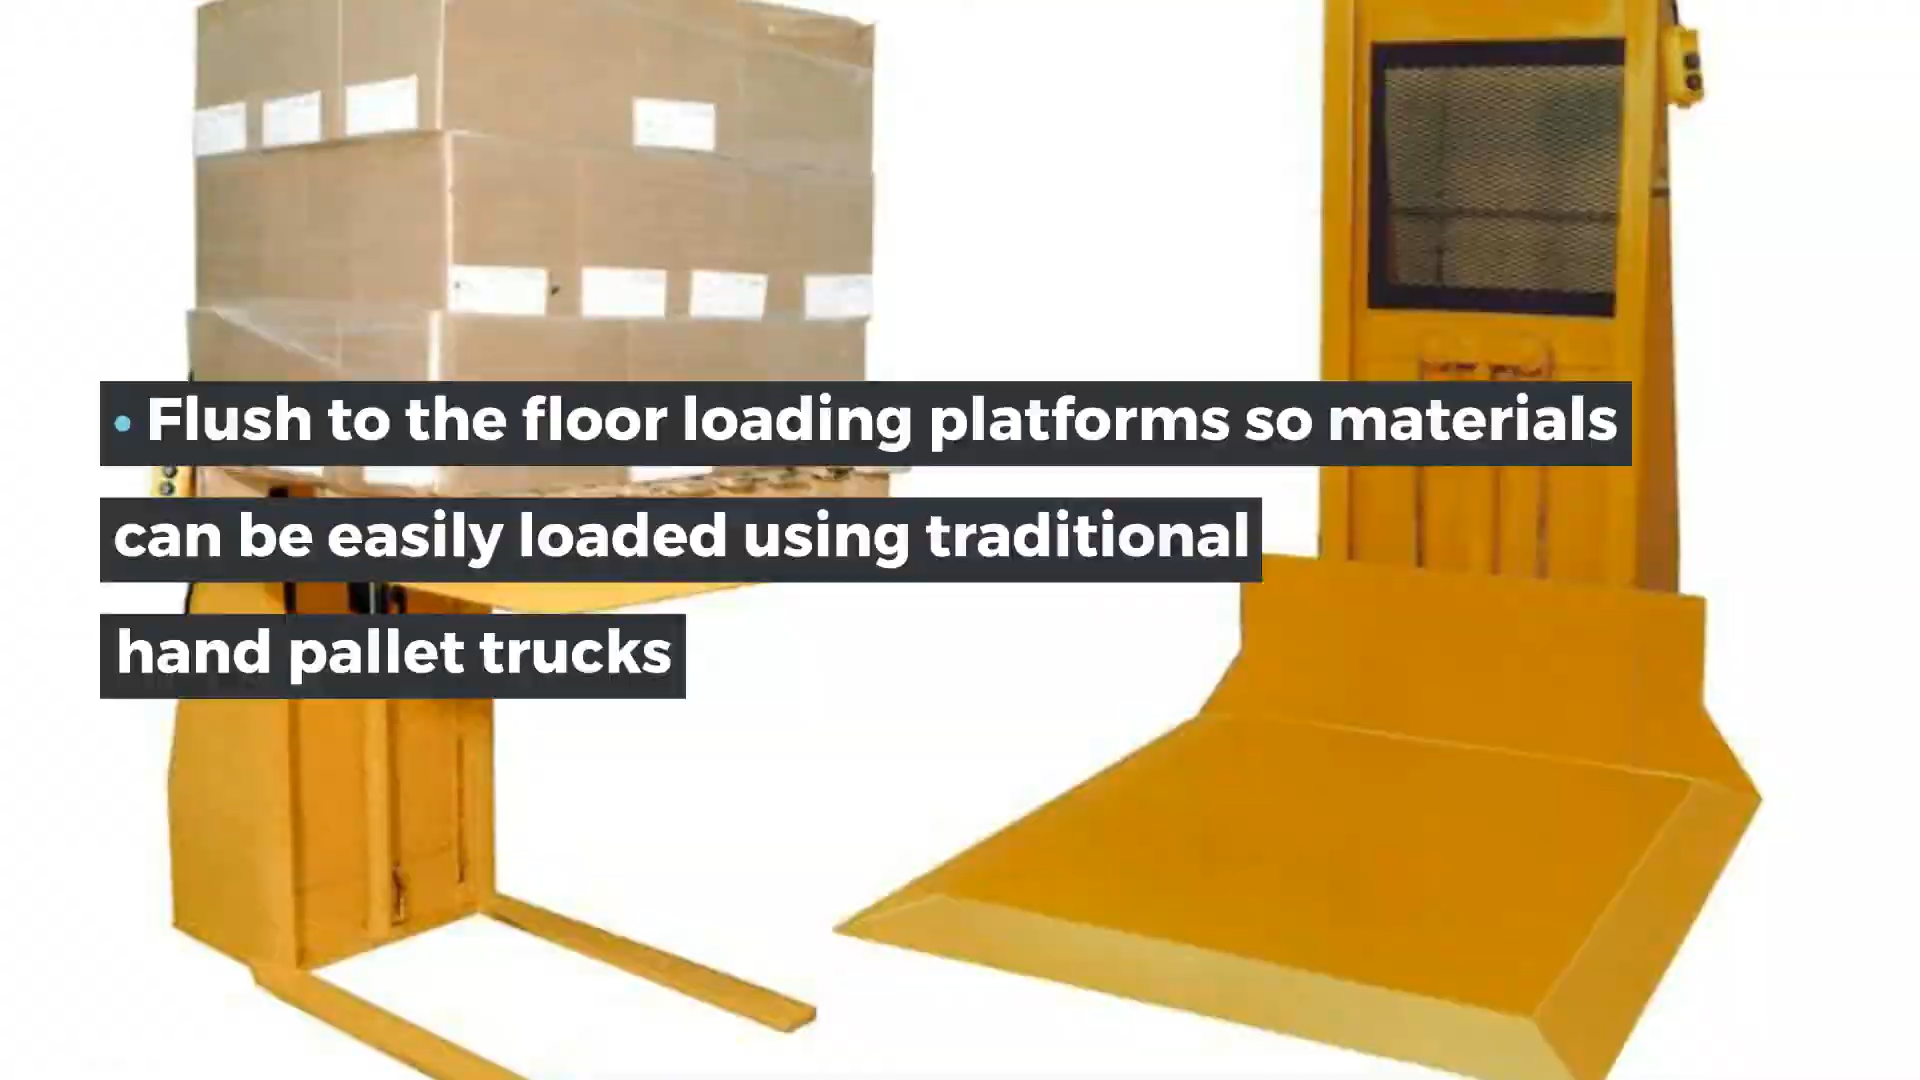 • Flush to the floor loading platforms so materials
can be easily loaded using traditional
hand pallet trucks